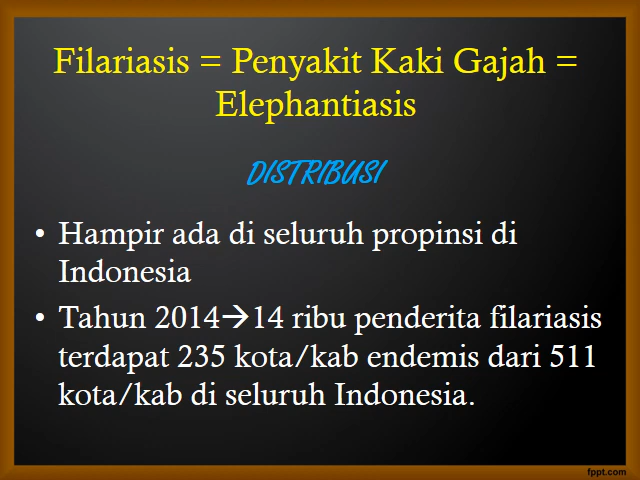 Filariasis = Penyakit Kaki Gajah =
Elephantiasis
DISTRIBUSI
• Hampir ada di seluruh propinsi di
Indonesia
• Tahun 2014→14 ribu penderita filariasis
terdapat 235 kota/kab endemis dari 511
kota/kab di seluruh Indonesia.
fppt.com